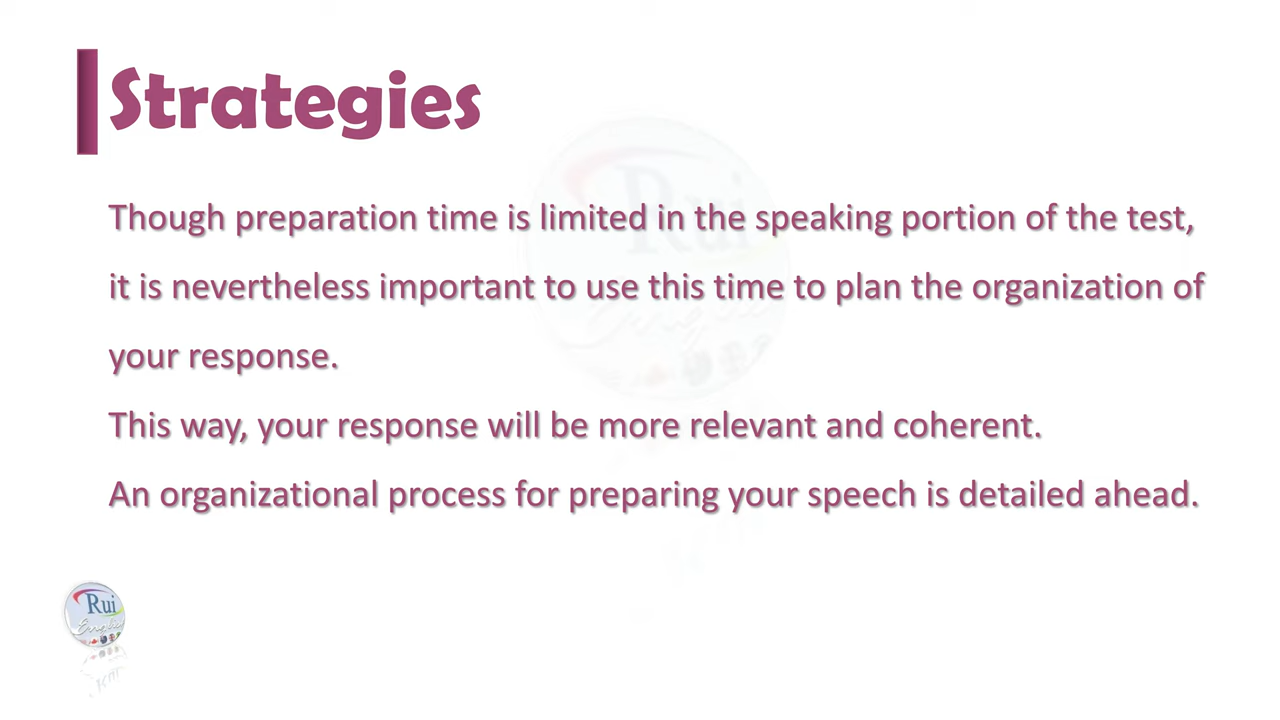 Strategies
Though preparation time is limited in the speaking portion of the test,
it is nevertheless important to use this time to plan the organization of
your response.
This way, your response will be more relevant and coherent.
An organizational process for preparing your speech is detailed ahead.
Rui
English